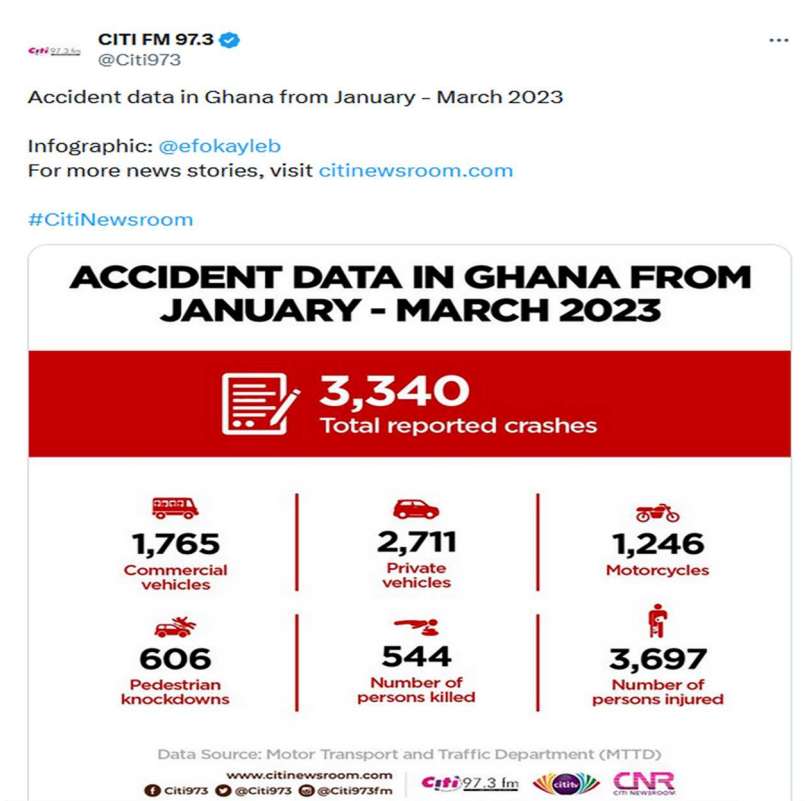 CITI FM 97.3
@Citi973
Accident data in Ghana from January - March 2023
Infographic: @efokayleb
For more news stories, visit citinewsroom.com
#CitiNewsroom
ACCIDENT DATA IN GHANA FROM
JANUARY - MARCH 2023
3,340
Total reported crashes
1,765
Commercial
vehicles
2,711
Private
vehicles
1,246
Motorcycles
606
Pedestrian
knockdowns
544
Number of
persons killed
3,697
Number of
persons injured
Data Source: Motor Transport and Traffic Department (MTTD)
www.citinewsroom.com
Citi973 @Citi973 @Citi973fm
Citi 97.3 fm
cititv
CNR
CITI NEWSROOM